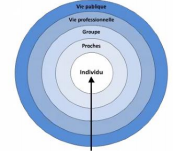 Vie publique
Vie professionnelle
Groupe
Proches
Individu